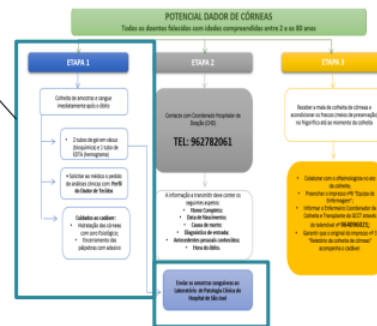 POTENCIAL DADOR DE CÓRNEAS
Todos os doentes falecidos com idades compreendidas entre 2 e os 80 anos
ETAPA 1
Colheita de amostras e sangue
imediatamente após o óbito
2 tubos de gel em vácuo
(bioquímica) e 1 tubo de
EDTA (hemograma)
Solicitar ao médico o pedido
de análises clínicas com Perfil
do Dador de Tecidos
Cuidados ao cadáver:
Hidratação das córneas
com soro fisiológico;
Encerramento das
pálpebras com adesivo
ETAPA 2
Contacte com Coordenador Hospitalar de
Doação (CHD)
TEL: 962782061
A informação a transmitir deve conter os
seguintes aspetos:
Nome Completo;
Data de Nascimento;
Causa de morte;
Diagnóstico de entrada;
Antecedentes pessoais conhecidos;
Hora do óbito.
Enviar as amostras sanguíneas ao
Laboratório de Patologia Clínica do
Hospital de São José
ETAPA 3
Receber a mala de colheita de córneas e
acondicionar os frascos (meios de preservação)
no frigorífico até ao momento da colheita
Colaborar com o oftalmologista no ato da
colheita;
Preencher o impresso nº6 "Equipa de
Enfermagem";
Informar o Enfermeiro Coordenador de
Colheita e Transplante do GCCT através
do telemóvel nº 964096021;
Garantir que o original do impresso nº 5
"Relatório da colheita de córneas"
acompanha o cadáver.